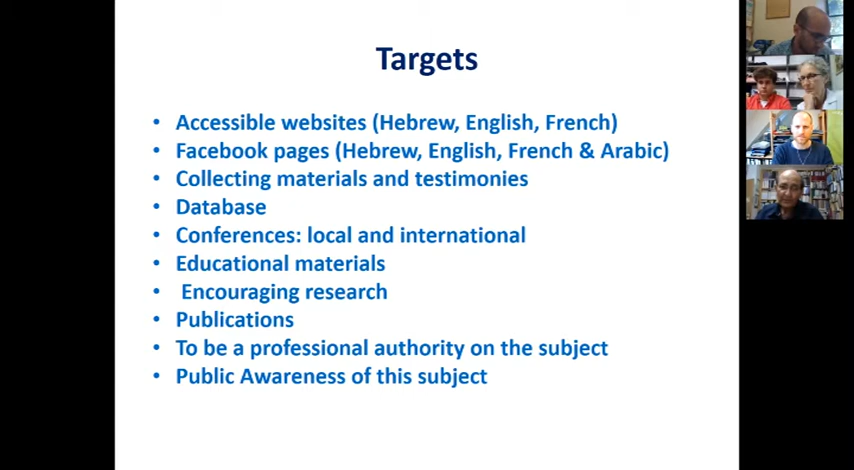 Targets
• Accessible websites (Hebrew, English, French)
• Facebook pages (Hebrew, English, French & Arabic)
• Collecting materials and testimonies
• Database
• Conferences: local and international
• Educational materials
• Encouraging research
• Publications
• To be a professional authority on the subject
• Public Awareness of this subject